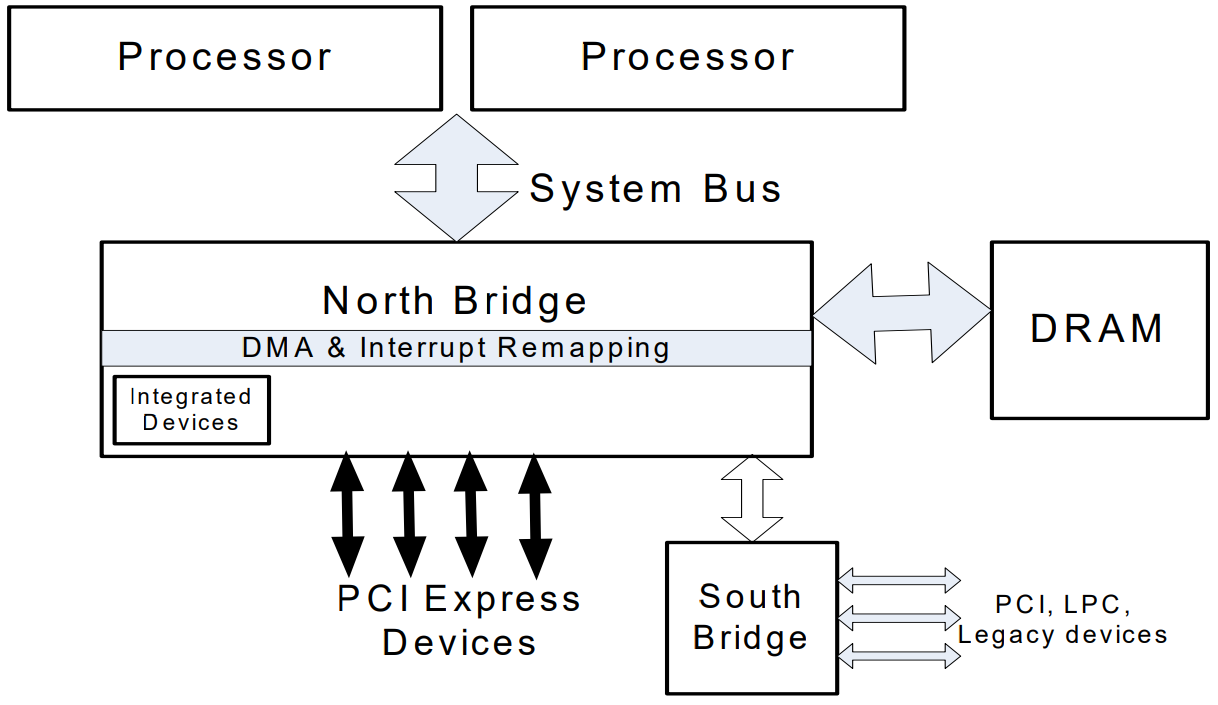 Processor
Processor
System Bus
North Bridge
DMA & Interrupt Remapping
Integrated
Devices
DRAM
PCI Express
Devices
South
Bridge
PCI, LPC,
Legacy devices